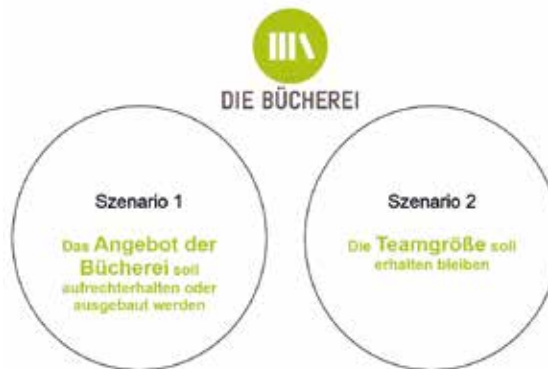 DIE BÜCHEREI
Szenario 1
Das Angebot der
Bücherei soll
aufrechterhalten oder
ausgebaut werden
Szenario 2
Die Teamgröße soll
erhalten bleiben